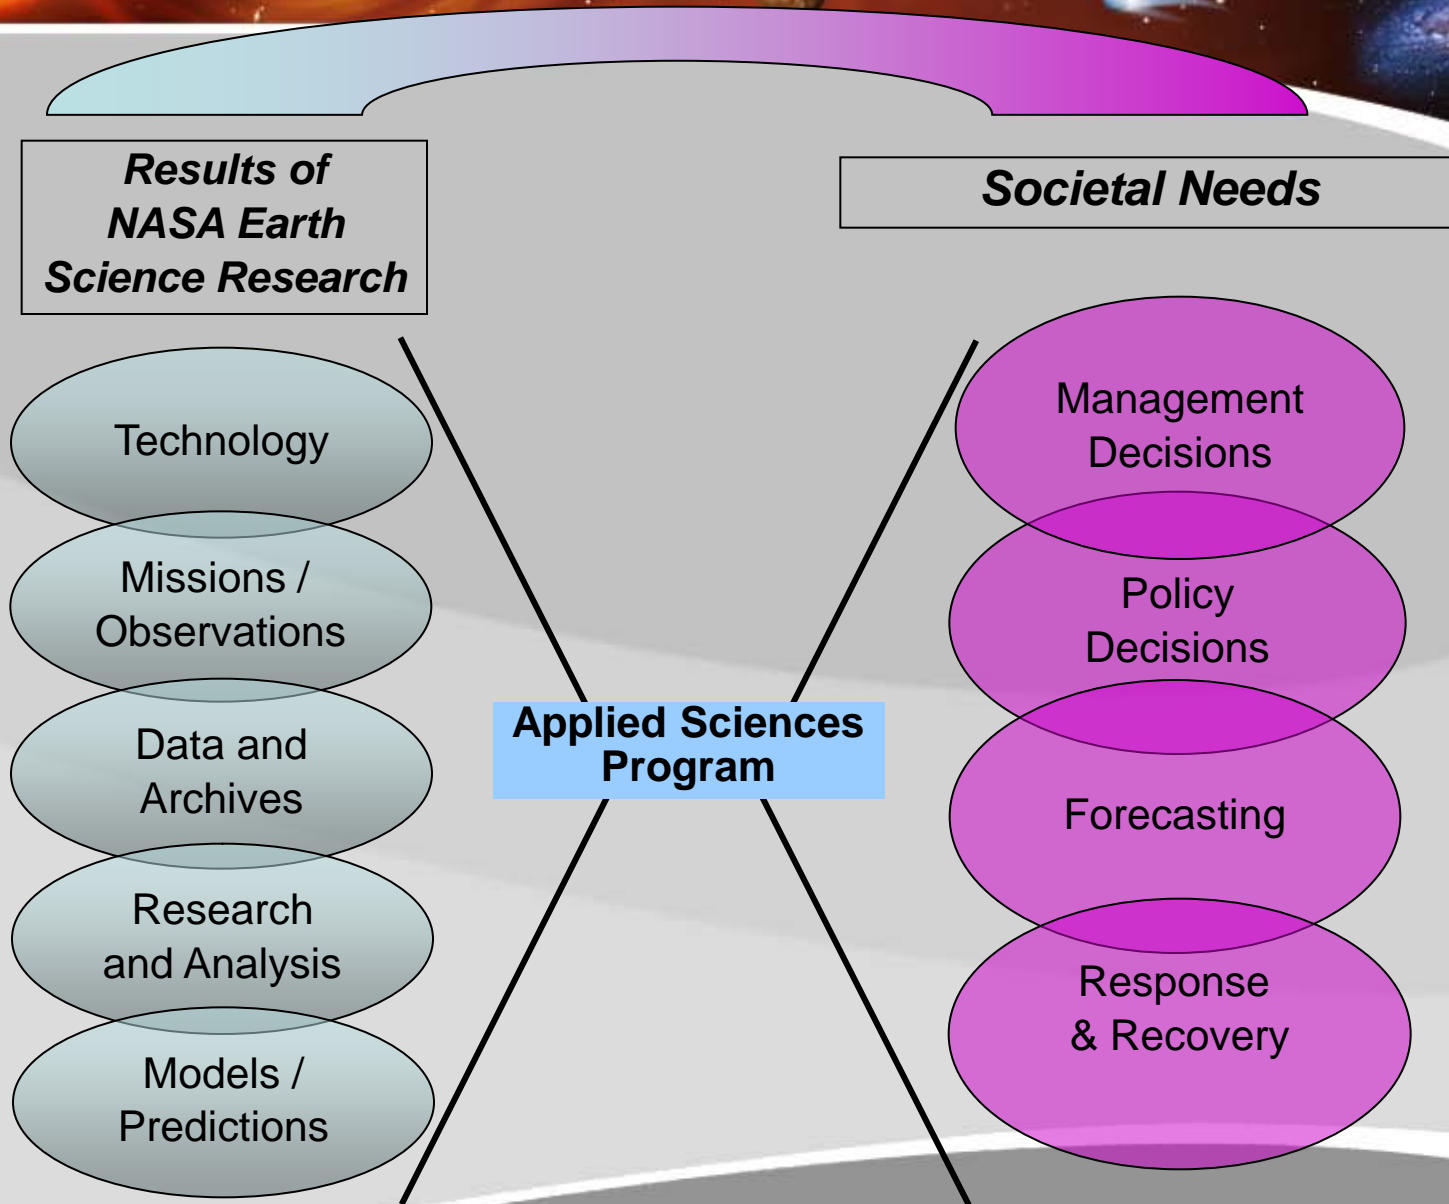 Results of
NASA Earth
Science Research
Societal Needs
Technology
Missions /
Observations
Data and
Archives
Research
and Analysis
Models /
Predictions
Applied Sciences
Program
Management
Decisions
Policy
Decisions
Forecasting
Response
& Recovery